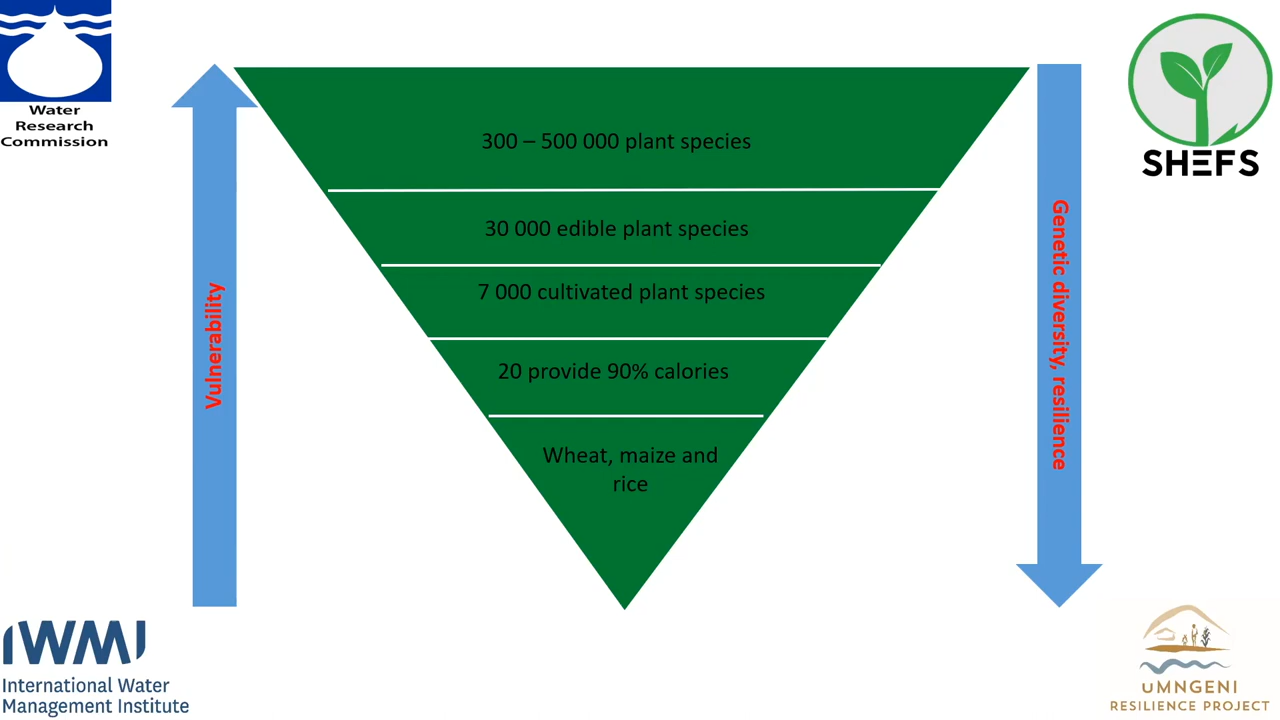 Water
Research
Commission
SHEFS
300 – 500 000 plant species
30 000 edible plant species
7 000 cultivated plant species
20 provide 90% calories
Wheat, maize and
rice
Vulnerability
Genetic diversity, resilience
IWMI
International Water
Management Institute
UMNGENI
RESILIENCE PROJECT